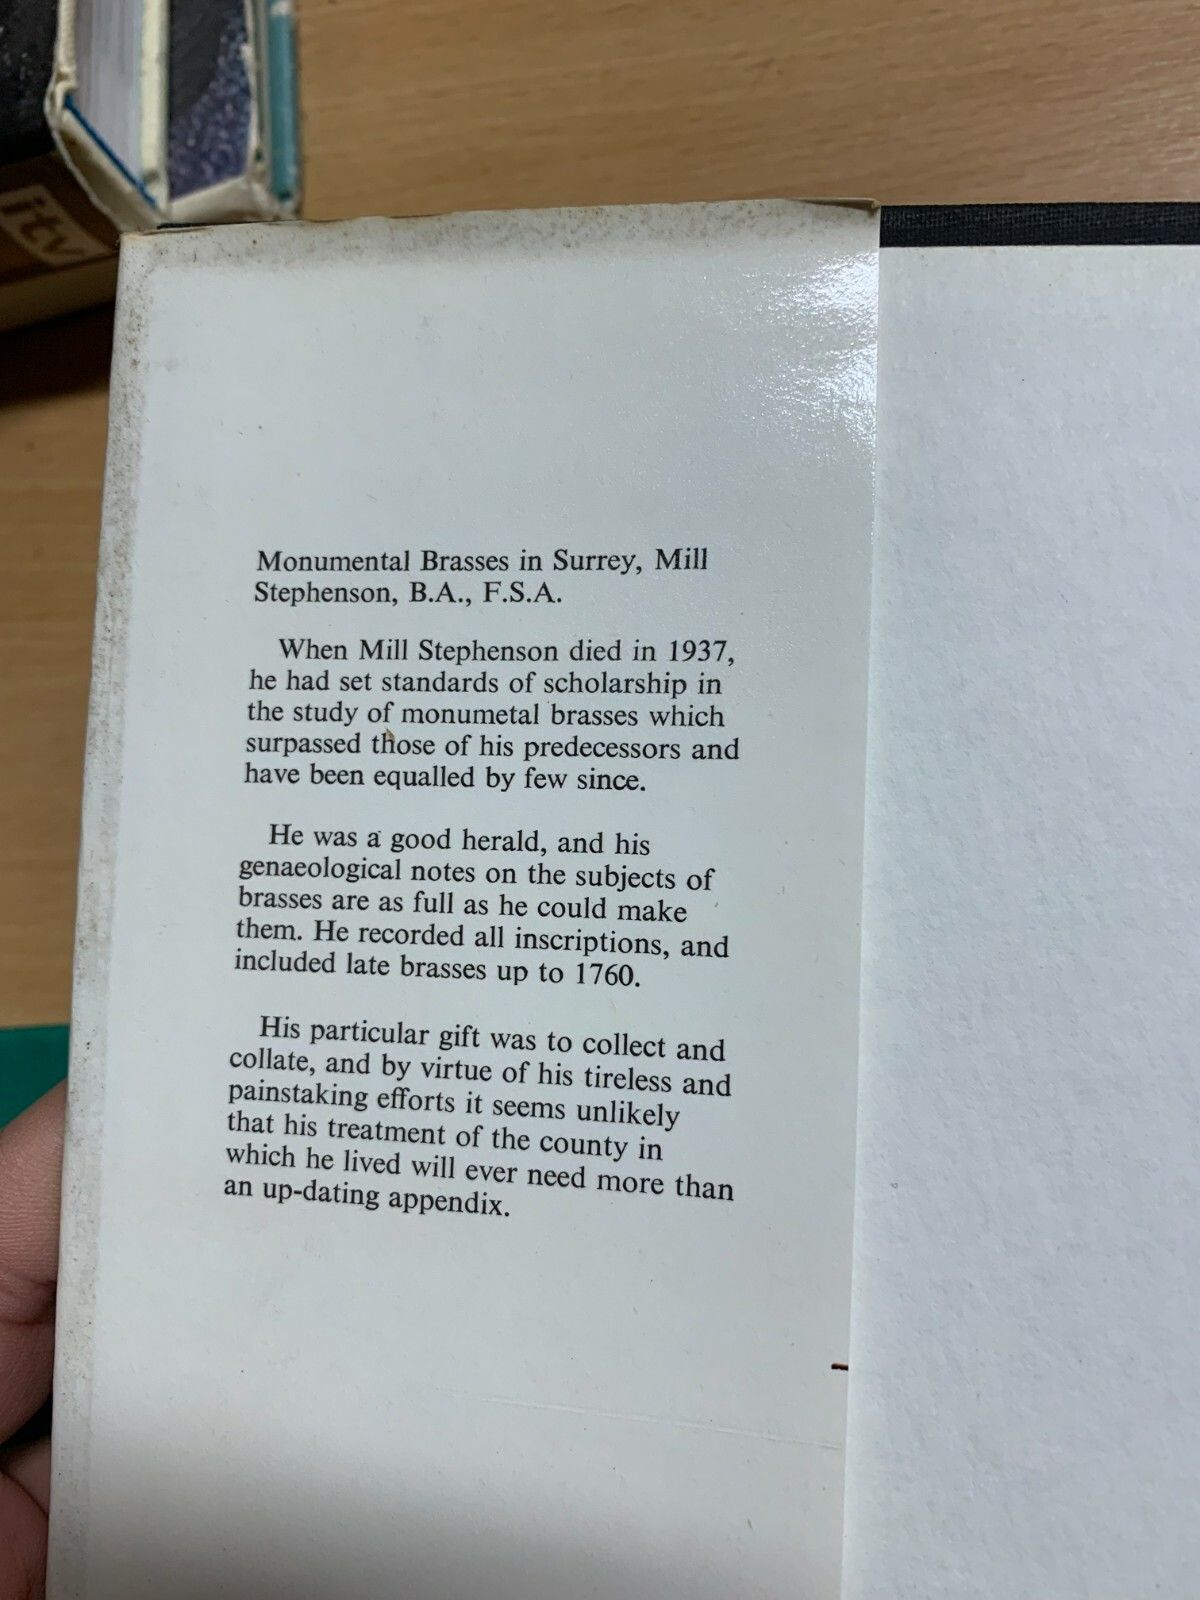 itv
Monumental Brasses in Surrey, Mill
Stephenson, B.A., F.S.A.
When Mill Stephenson died in 1937,
he had set standards of scholarship in
the study of monumetal brasses which
surpassed those of his predecessors and
have been equalled by few since.
He was a good herald, and his
genaeological notes on the subjects of
brasses are as full as he could make
them. He recorded all inscriptions, and
included late brasses up to 1760.
His particular gift was to collect and
collate, and by virtue of his tireless and
painstaking efforts it seems unlikely
that his treatment of the county in
which he lived will ever need more than
an up-dating appendix.